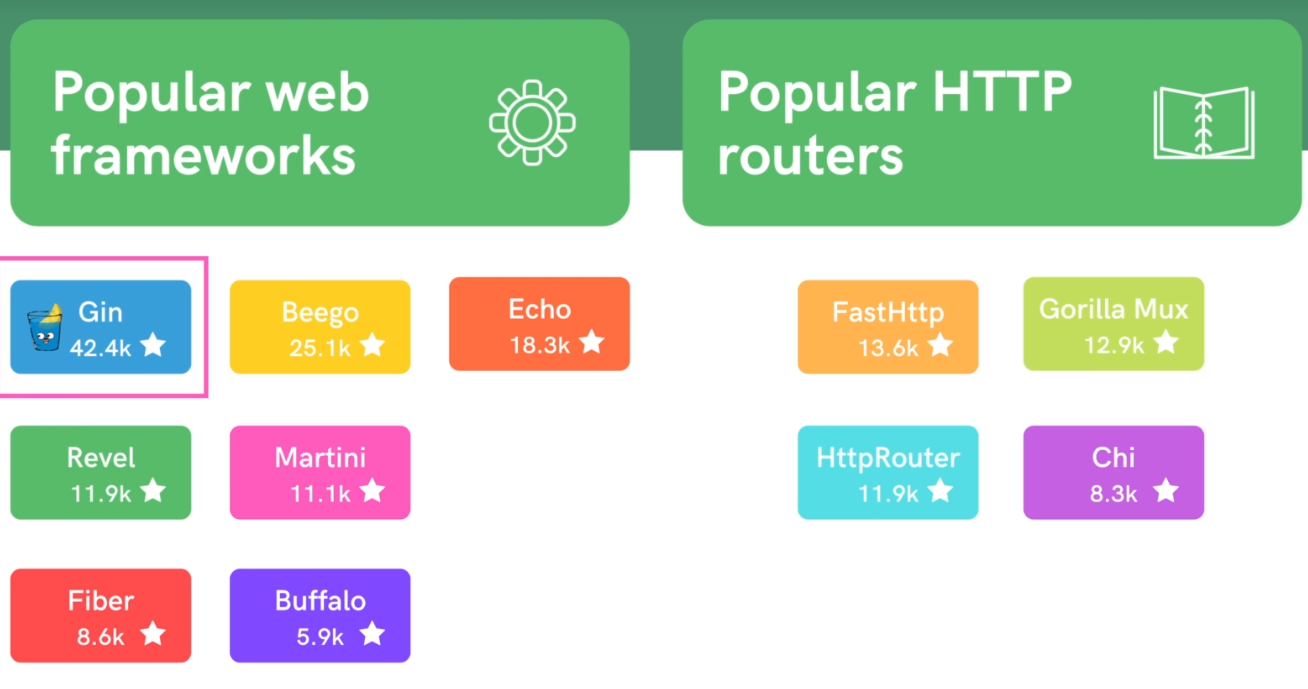 Popular web
frameworks
Popular HTTP
routers
Gin
42.4k
Beego
25.1k
Echo
18.3k
Revel
11.9k
Martini
11.1k
Fiber
8.6k
Buffalo
5.9k
FastHttp
13.6k
Gorilla Mux
12.9k
HttpRouter
11.9k
Chi
8.3k